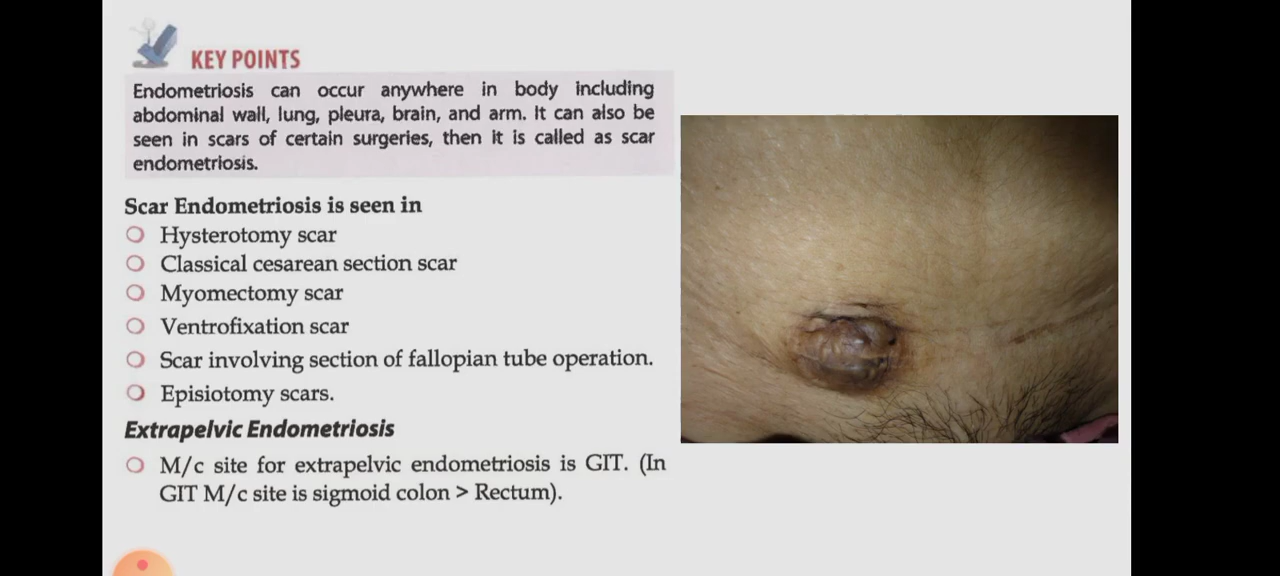 KEY POINTS
Endometriosis can occur anywhere in body including
abdominal wall, lung, pleura, brain, and arm. It can also be
seen in scars of certain surgeries, then it is called as scar
endometriosis.
Scar Endometriosis is seen in
Hysterotomy scar
Classical cesarean section scar
Myomectomy scar
Ventrofixation scar
Scar involving section of fallopian tube operation.
Episiotomy scars.
Extrapelvic Endometriosis
M/c site for extrapelvic endometriosis is GIT. (In
GIT M/c site is sigmoid colon > Rectum).